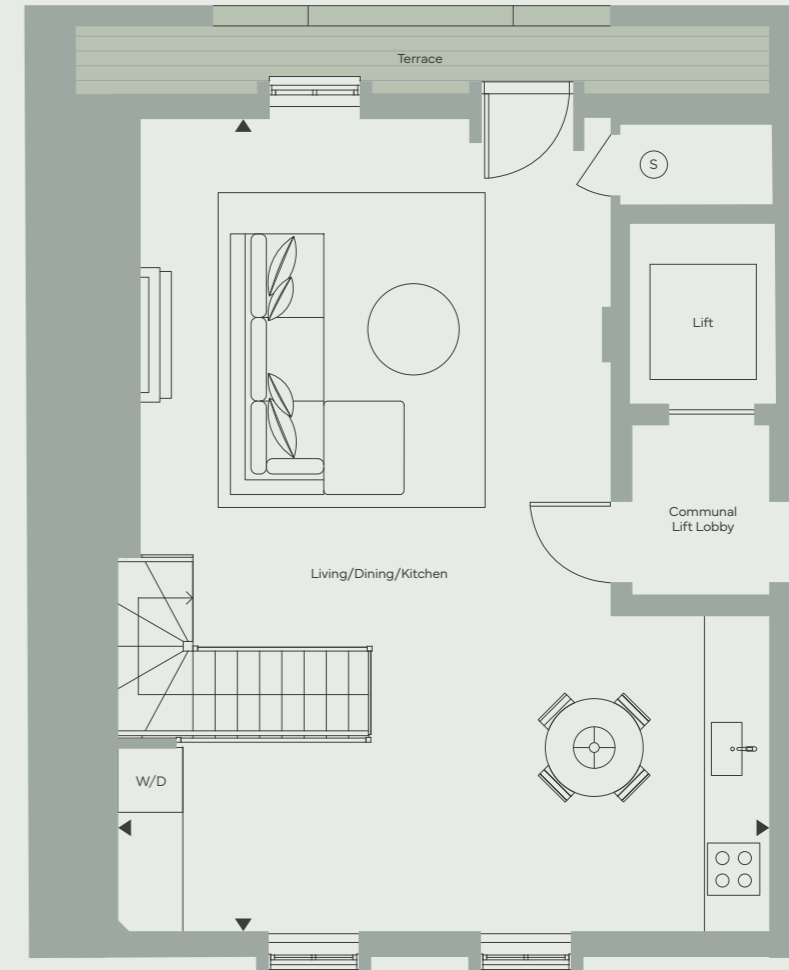 Terrace
S
Lift
Communal
Lift Lobby
Living/Dining/Kitchen
W/D